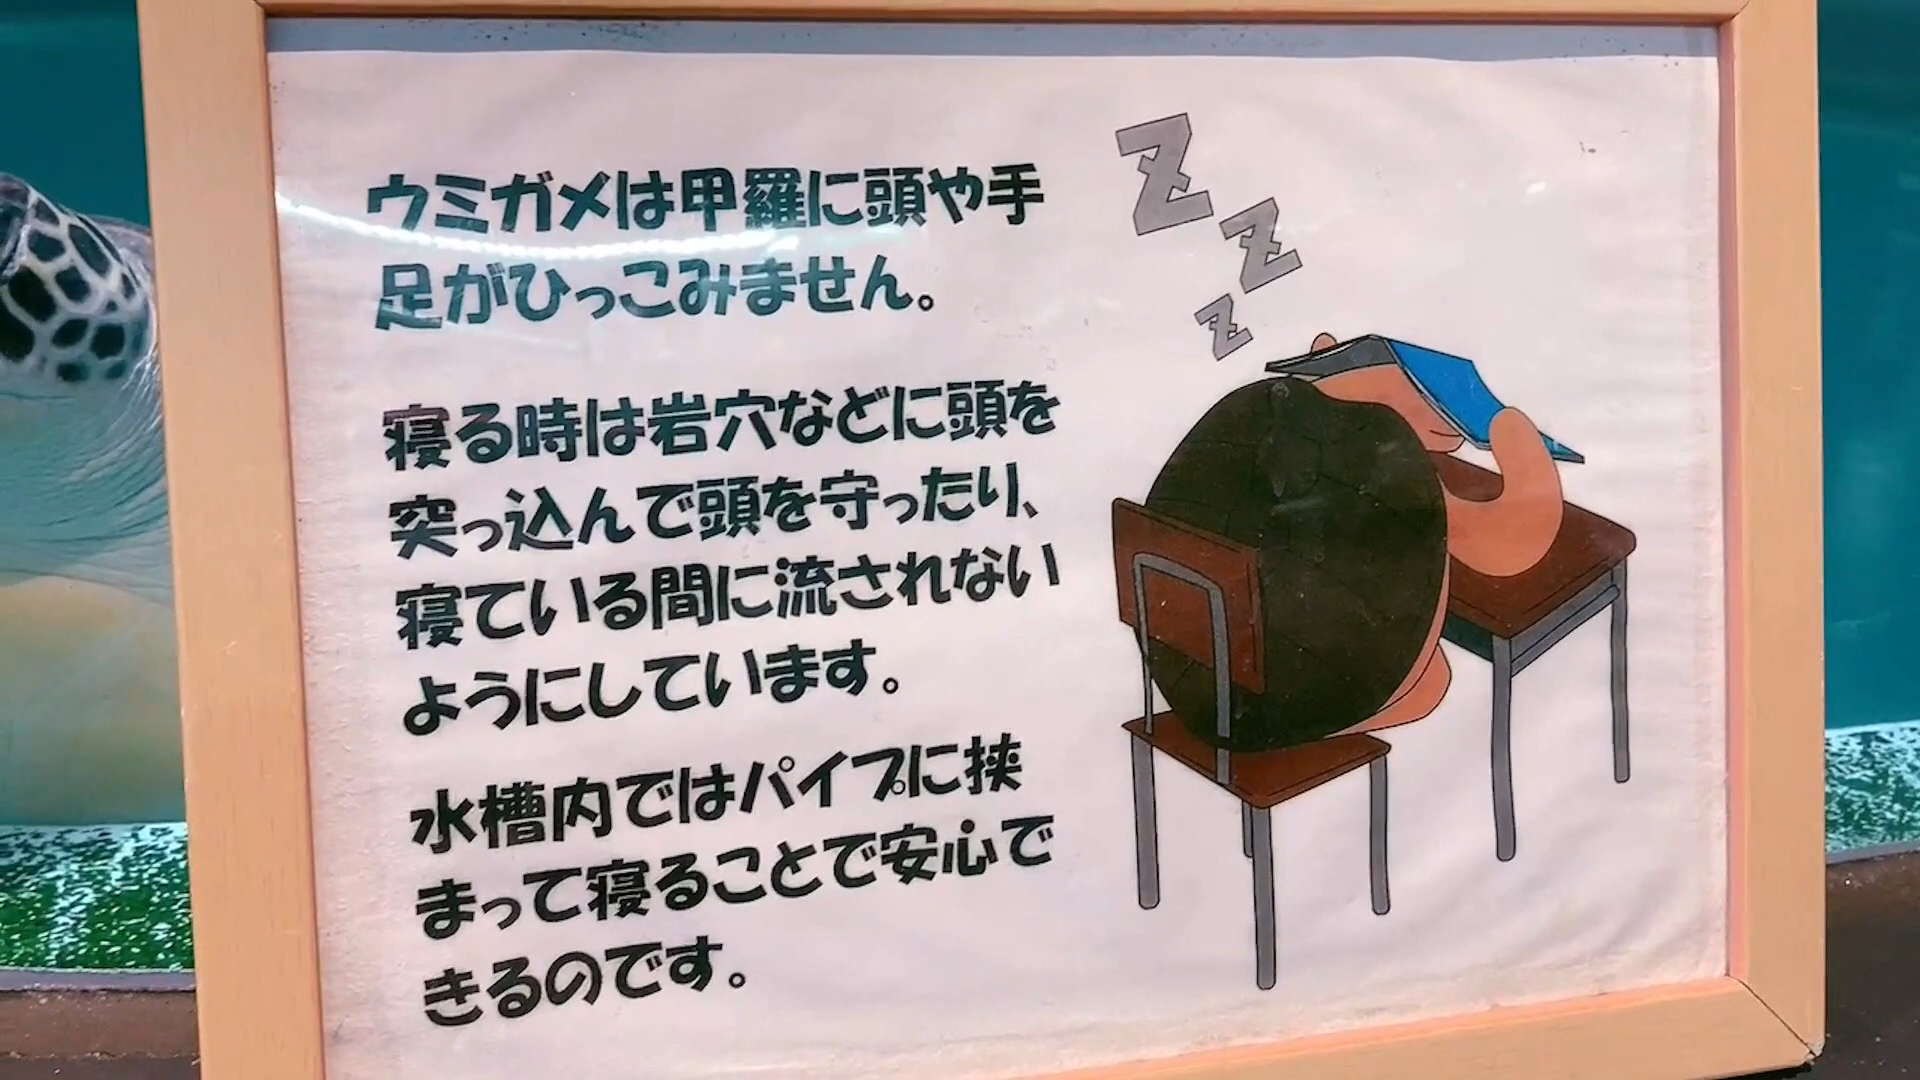 ウミガメは甲羅に頭や手
足がひっこみません。
寝る時は岩穴などに頭を
突っ込んで頭を守ったり、
寝ている間に流されない
ようにしています。
水槽内ではパイプに挟
まって寝ることで安心で
きるのです。
Z
Z
Z